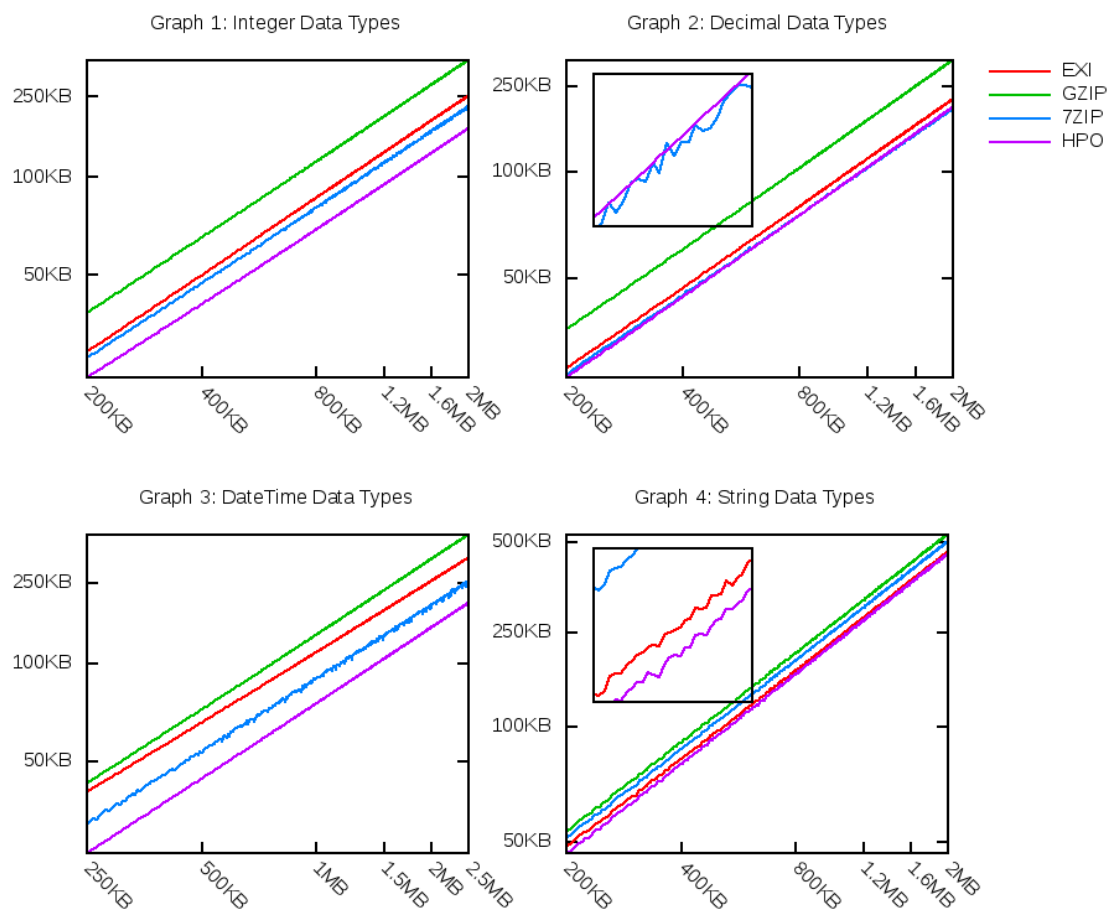 Graph 1: Integer Data Types
250KB
100KB
50KB
200KB
400KB
800KB
1.2MB
1.6MB
2MB
Graph 2: Decimal Data Types
250KB
100KB
50KB
200KB
400KB
800KB
1.2MB
1.6MB
2MB
EXI
GZIP
7ZIP
HPO
Graph 3: DateTime Data Types
250KB
100KB
50KB
250KB
500KB
1MB
1.5MB
2MB
2.5MB
Graph 4: String Data Types
500KB
250KB
100KB
50KB
200KB
400KB
800KB
1.2MB
1.6MB
2MB